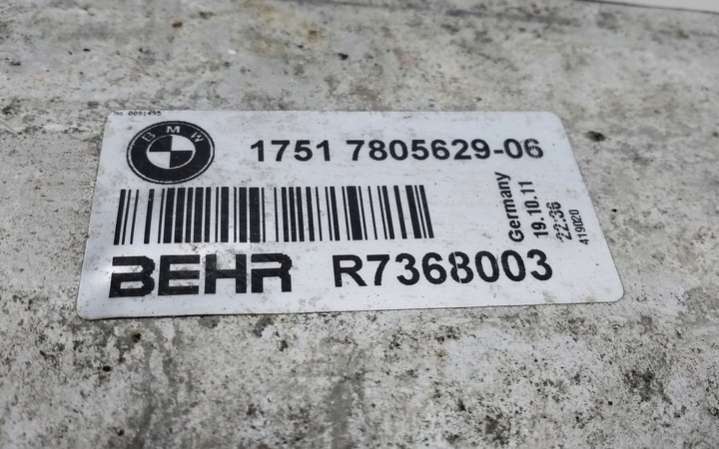 BMW
1751 7805629-06
Germany
19.10.11
22:36
419020
BEHR R7368003